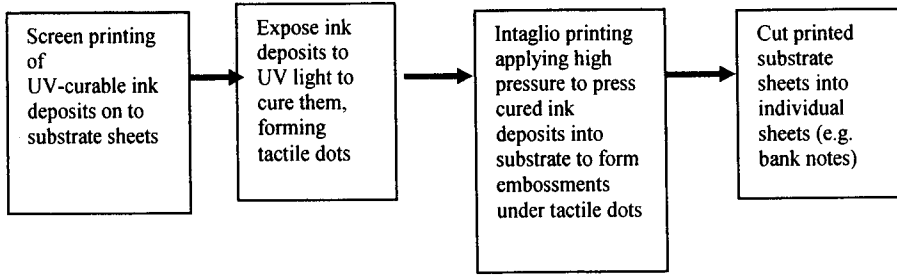 Screen printing
of
UV-curable ink
deposits on to
substrate sheets
Expose ink
deposits to
UV light to
cure them,
forming
tactile dots
Intaglio printing
applying high
pressure to press
cured ink
deposits into
substrate to form
embossments
under tactile dots
Cut printed
substrate
sheets into
individual
sheets (e.g.
bank notes)